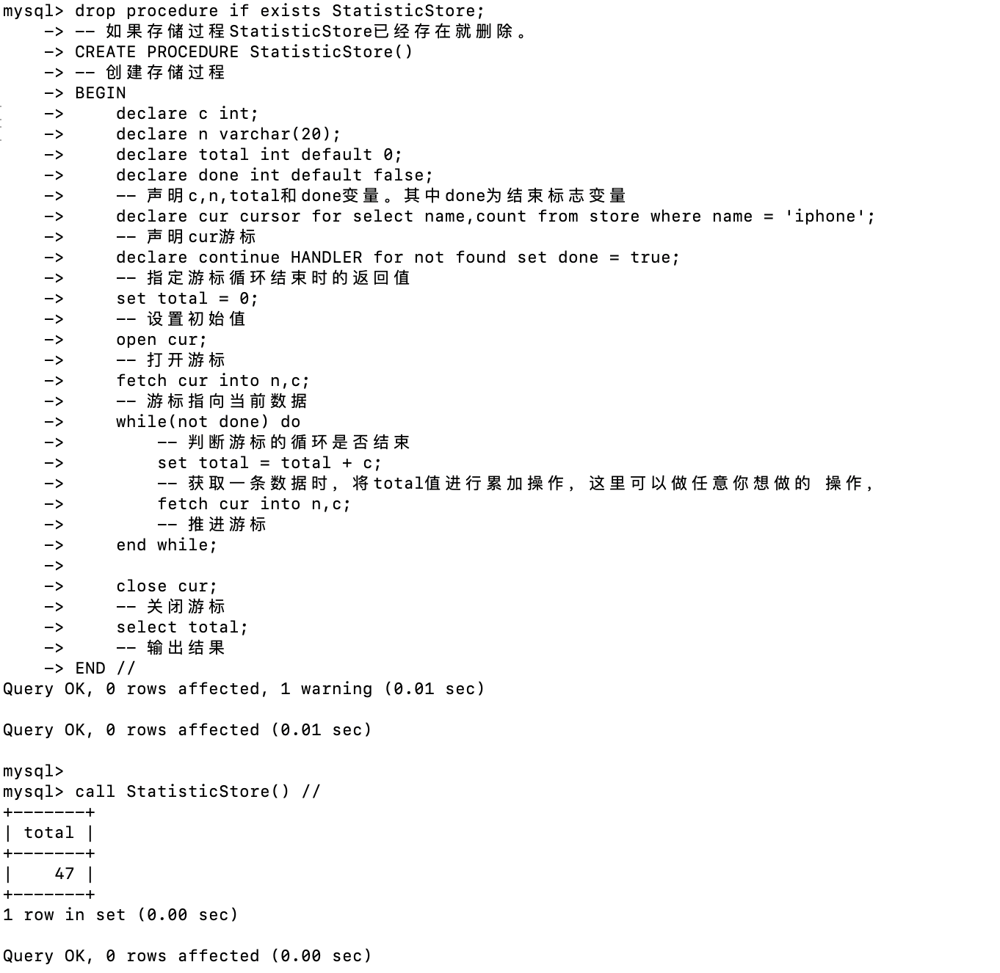 mysql> drop procedure if exists StatisticStore;
    -> -- 如果存储过程StatisticStore已经存在就删除。
    -> CREATE PROCEDURE StatisticStore()
    -> -- 创建存储过程
    -> BEGIN
    ->     declare c int;
    ->     declare n varchar(20);
    ->     declare total int default 0;
    ->     declare done int default false;
    ->     -- 声明c,n,total和done变量。其中done为结束标志变量
    ->     declare cur cursor for select name,count from store where name = 'iphone';
    ->     -- 声明cur游标
    ->     declare continue HANDLER for not found set done = true;
    ->     -- 指定游标循环结束时的返回值
    ->     set total = 0;
    ->     -- 设置初始值
    ->     open cur;
    ->     -- 打开游标
    ->     fetch cur into n,c;
    ->     -- 游标指向当前数据
    ->     while(not done) do
    ->         -- 判断游标的循环是否结束
    ->         set total = total + c;
    ->         -- 获取一条数据时，将total值进行累加操作，这里可以做任意你想做的 操作，
    ->         fetch cur into n,c;
    ->         -- 推进游标
    ->     end while;
    ->
    ->     close cur;
    ->     -- 关闭游标
    ->     select total;
    ->     -- 输出结果
    -> END //
Query OK, 0 rows affected, 1 warning (0.01 sec)

Query OK, 0 rows affected (0.01 sec)

mysql>
mysql> call StatisticStore() //
+-------+
| total |
+-------+
|    47 |
+-------+
1 row in set (0.00 sec)

Query OK, 0 rows affected (0.00 sec)